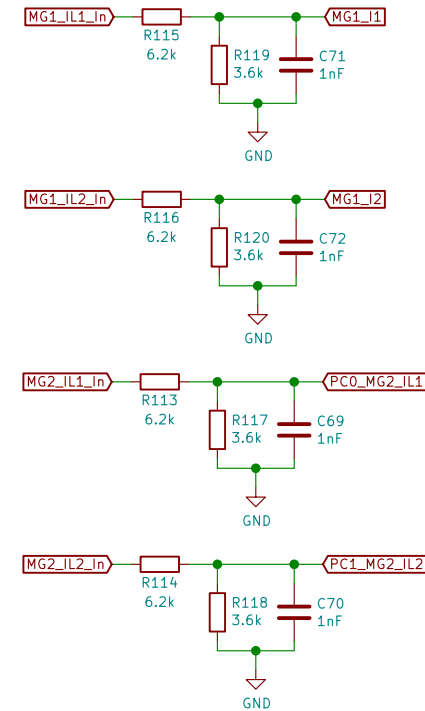 MG1_IL1_In
R115
6.2k
R119
3.6k
C71
1nF
MG1_I1
GND
MG1_IL2_In
R116
6.2k
R120
3.6k
C72
1nF
MG1_I2
GND
MG2_IL1_In
R113
6.2k
R117
3.6k
C69
1nF
PC0_MG2_IL1
GND
MG2_IL2_In
R114
6.2k
R118
3.6k
C70
1nF
PC1_MG2_IL2
GND